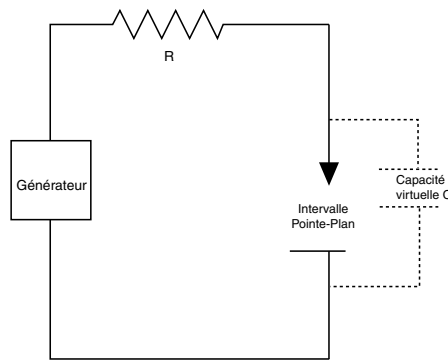 R
Générateur
Capacité
virtuelle C
Intervalle
Pointe-Plan